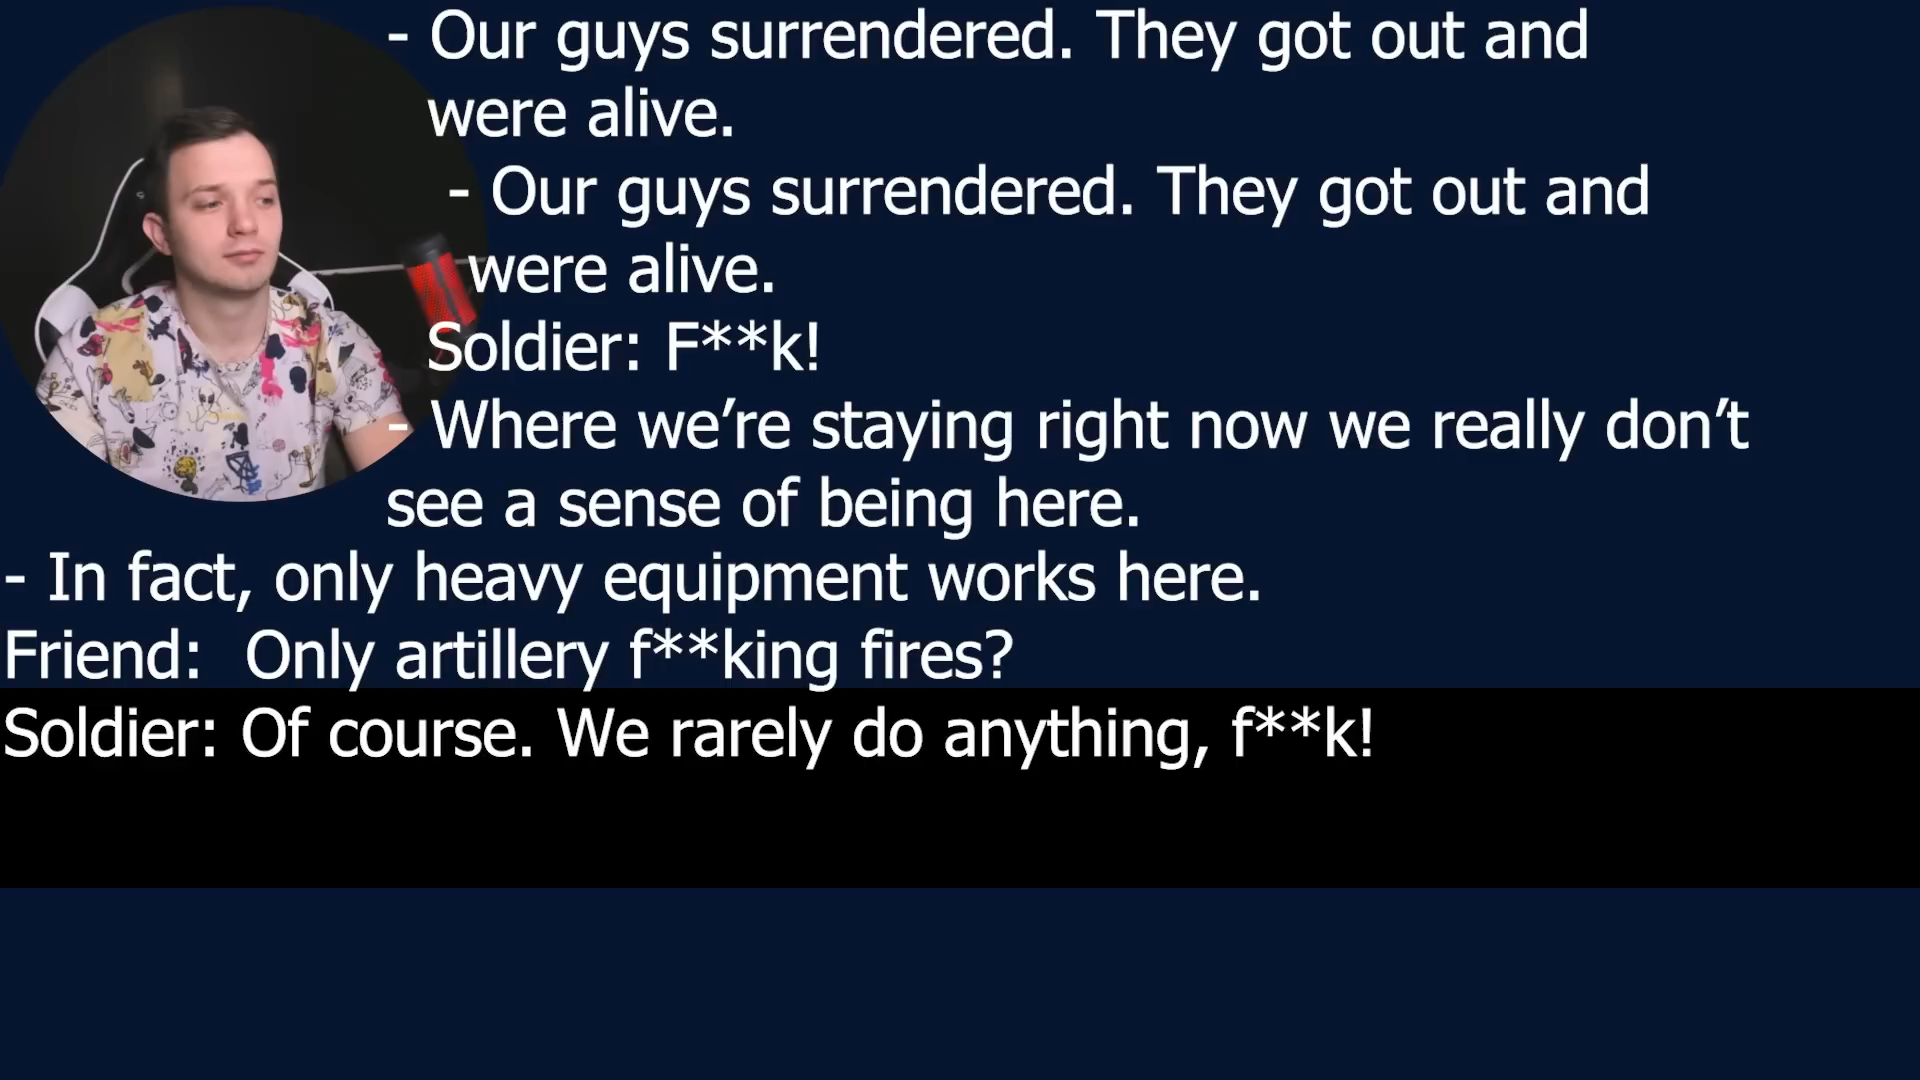 - Our guys surrendered. They got out and
were alive.
- Our guys surrendered. They got out and
were alive.
Soldier: F**k!
- Where we’re staying right now we really don’t
see a sense of being here.
- In fact, only heavy equipment works here.
Friend:  Only artillery f**king fires?
Soldier: Of course. We rarely do anything, f**k!